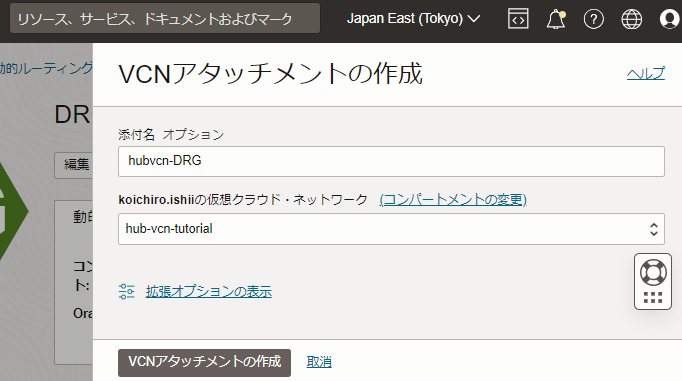 リソース、サービス、ドキュメントおよびマーク
Japan East (Tokyo)
動的ルーティング
VCNアタッチメントの作成
ヘルプ
DR
添付名 オプション
編集
hubvcn-DRG
koichiro.ishiiの仮想クラウド・ネットワーク (コンパートメントの変更)
動的
hub-vcn-tutorial
コン
ト:
拡張オプションの表示
Ora
VCNアタッチメントの作成
取消